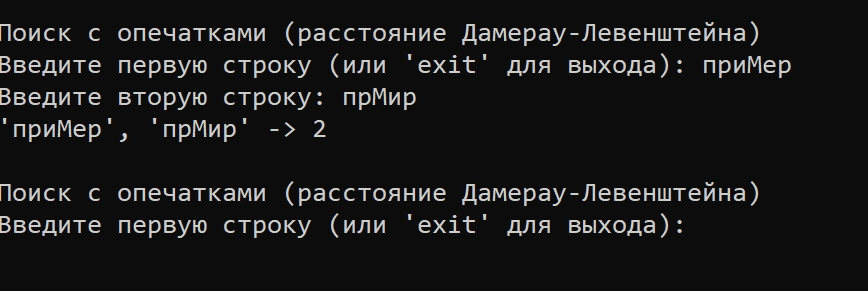 Поиск с опечатками (расстояние Дамерау-Левенштейна)
Введите первую строку (или 'exit' для выхода): приМер
Введите вторую строку: прМир
'приМер', 'прМир' -> 2
Поиск с опечатками (расстояние Дамерау-Левенштейна)
Введите первую строку (или 'exit' для выхода):